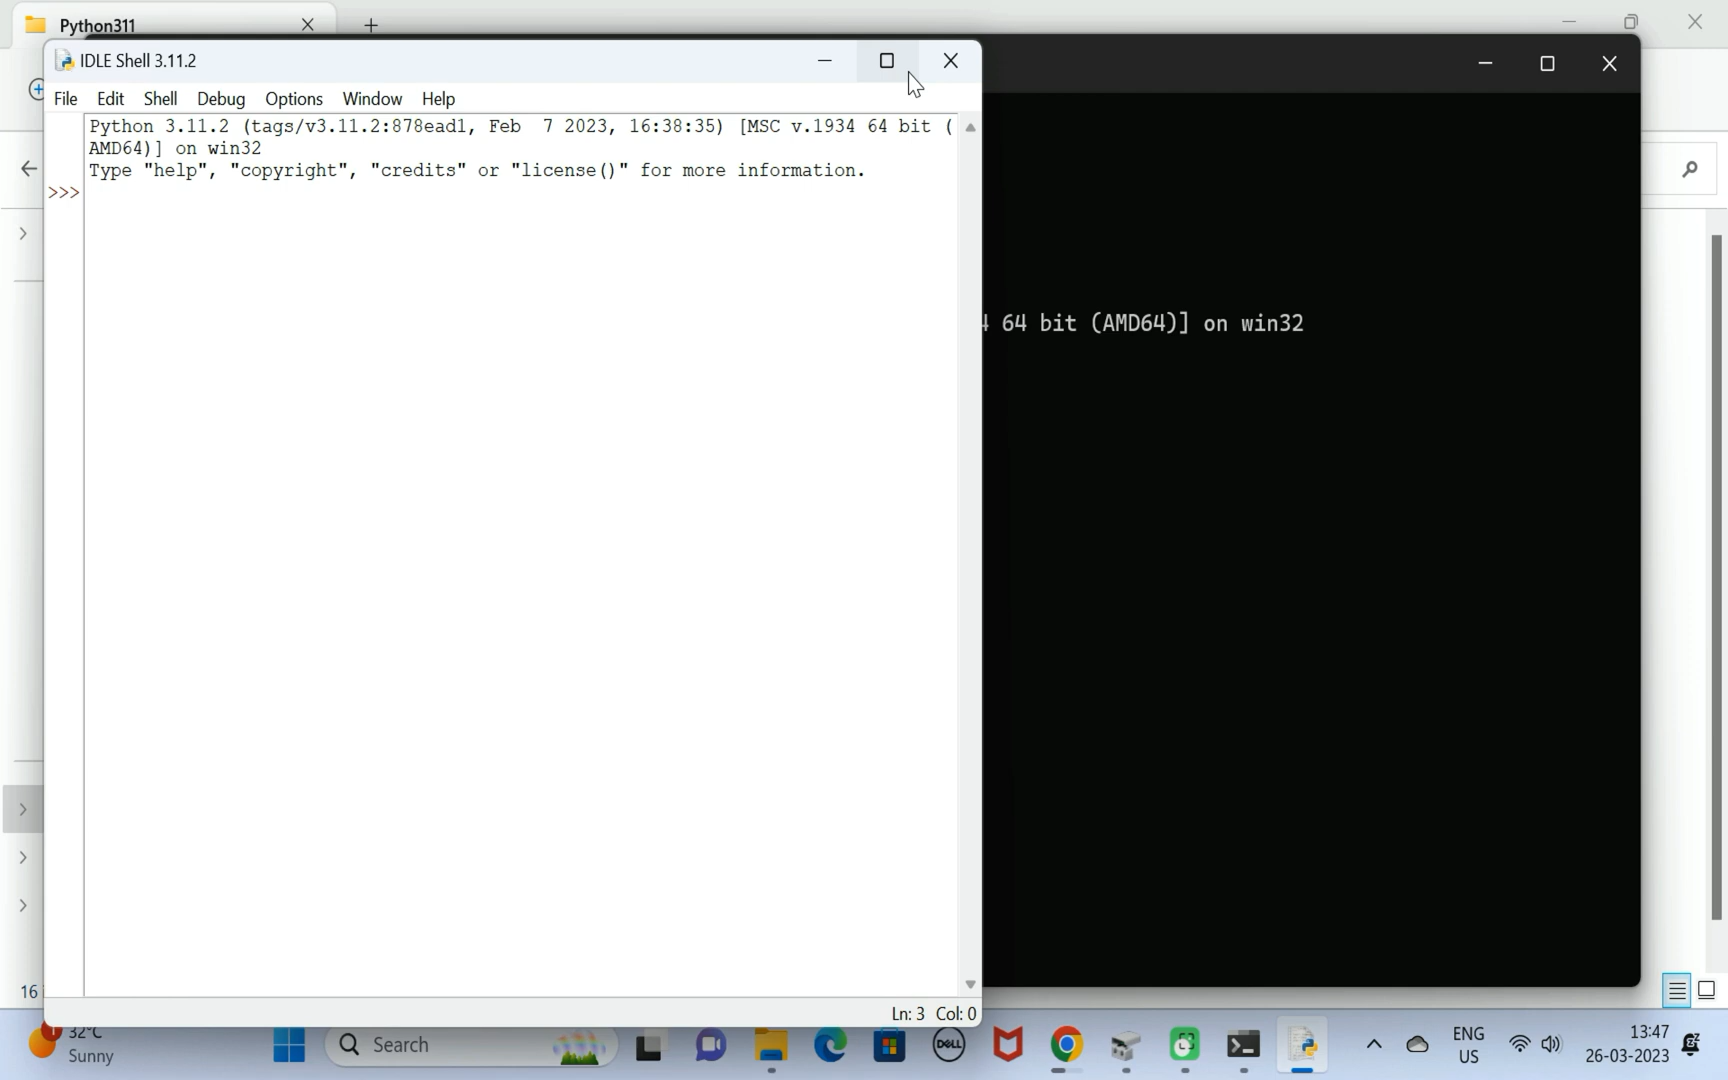 Python311
IDLE Shell 3.11.2
File Edit Shell Debug Options Window Help
Python 3.11.2 (tags/v3.11.2:878ead1, Feb  7 2023, 16:38:35) [MSC v.1934 64 bit (
AMD64)] on win32
Type "help", "copyright", "credits" or "license()" for more information.
>>>
4 64 bit (AMD64)] on win32
16
Ln: 3 Col: 0
32°C
Sunny
Search
DELL
ENG
US
13:47
26-03-2023